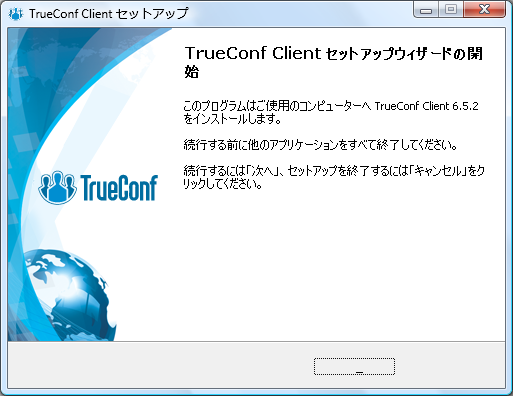 TrueConf Client セットアップ
TrueConf Client セットアップウィザードの開
始
このプログラムはご使用のコンピューターへ TrueConf Client 6.5.2
をインストールします。
続行する前に他のアプリケーションをすべて終了してください。
続行するには「次へ」、セットアップを終了するには「キャンセル」をク
リックしてください。
TrueConf